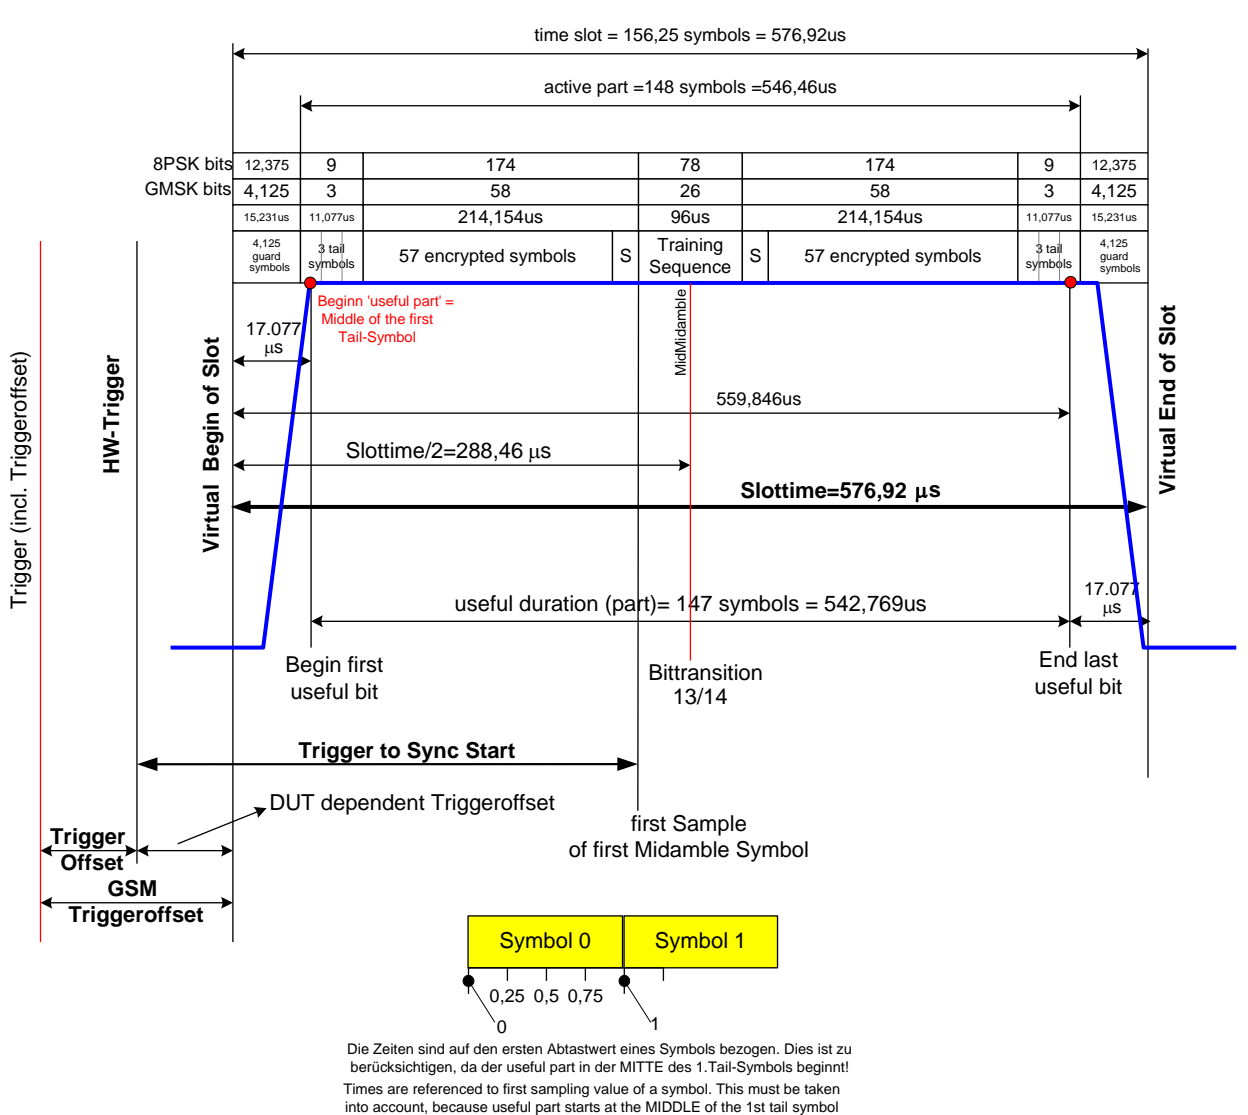 time slot = 156,25 symbols = 576,92us
active part =148 symbols =546,46us
8PSK bits 12,375 9 174 78 174 9 12,375
GMSK bits 4,125 3 58 26 58 3 4,125
15,231us 11,077us 214,154us 96us 214,154us 11,077us 15,231us
4,125
guard
symbols
3 tail
symbols
57 encrypted symbols
S
Training
Sequence
S
57 encrypted symbols
3 tail
symbols
4,125
guard
symbols
Beginn 'useful part' =
Middle of the first
Tail-Symbol
17.077
µs
MidMidamble
Trigger (incl. Triggeroffset)
HW-Trigger
Virtual Begin of Slot
Virtual End of Slot
559,846us
Slottime/2=288,46 µs
Slottime=576,92 µs
17.077
µs
useful duration (part)= 147 symbols = 542,769us
Begin first
useful bit
Bittransition
13/14
End last
useful bit
Trigger to Sync Start
DUT dependent Triggeroffset
first Sample
of first Midamble Symbol
Trigger
Offset
GSM
Triggeroffset
Symbol 0 Symbol 1
0,25 0,5 0,75
0 1
Die Zeiten sind auf den ersten Abtastwert eines Symbols bezogen. Dies ist zu
berücksichtigen, da der useful part in der MITTE des 1.Tail-Symbols beginnt!
Times are referenced to first sampling value of a symbol. This must be taken
into account, because useful part starts at the MIDDLE of the 1st tail symbol